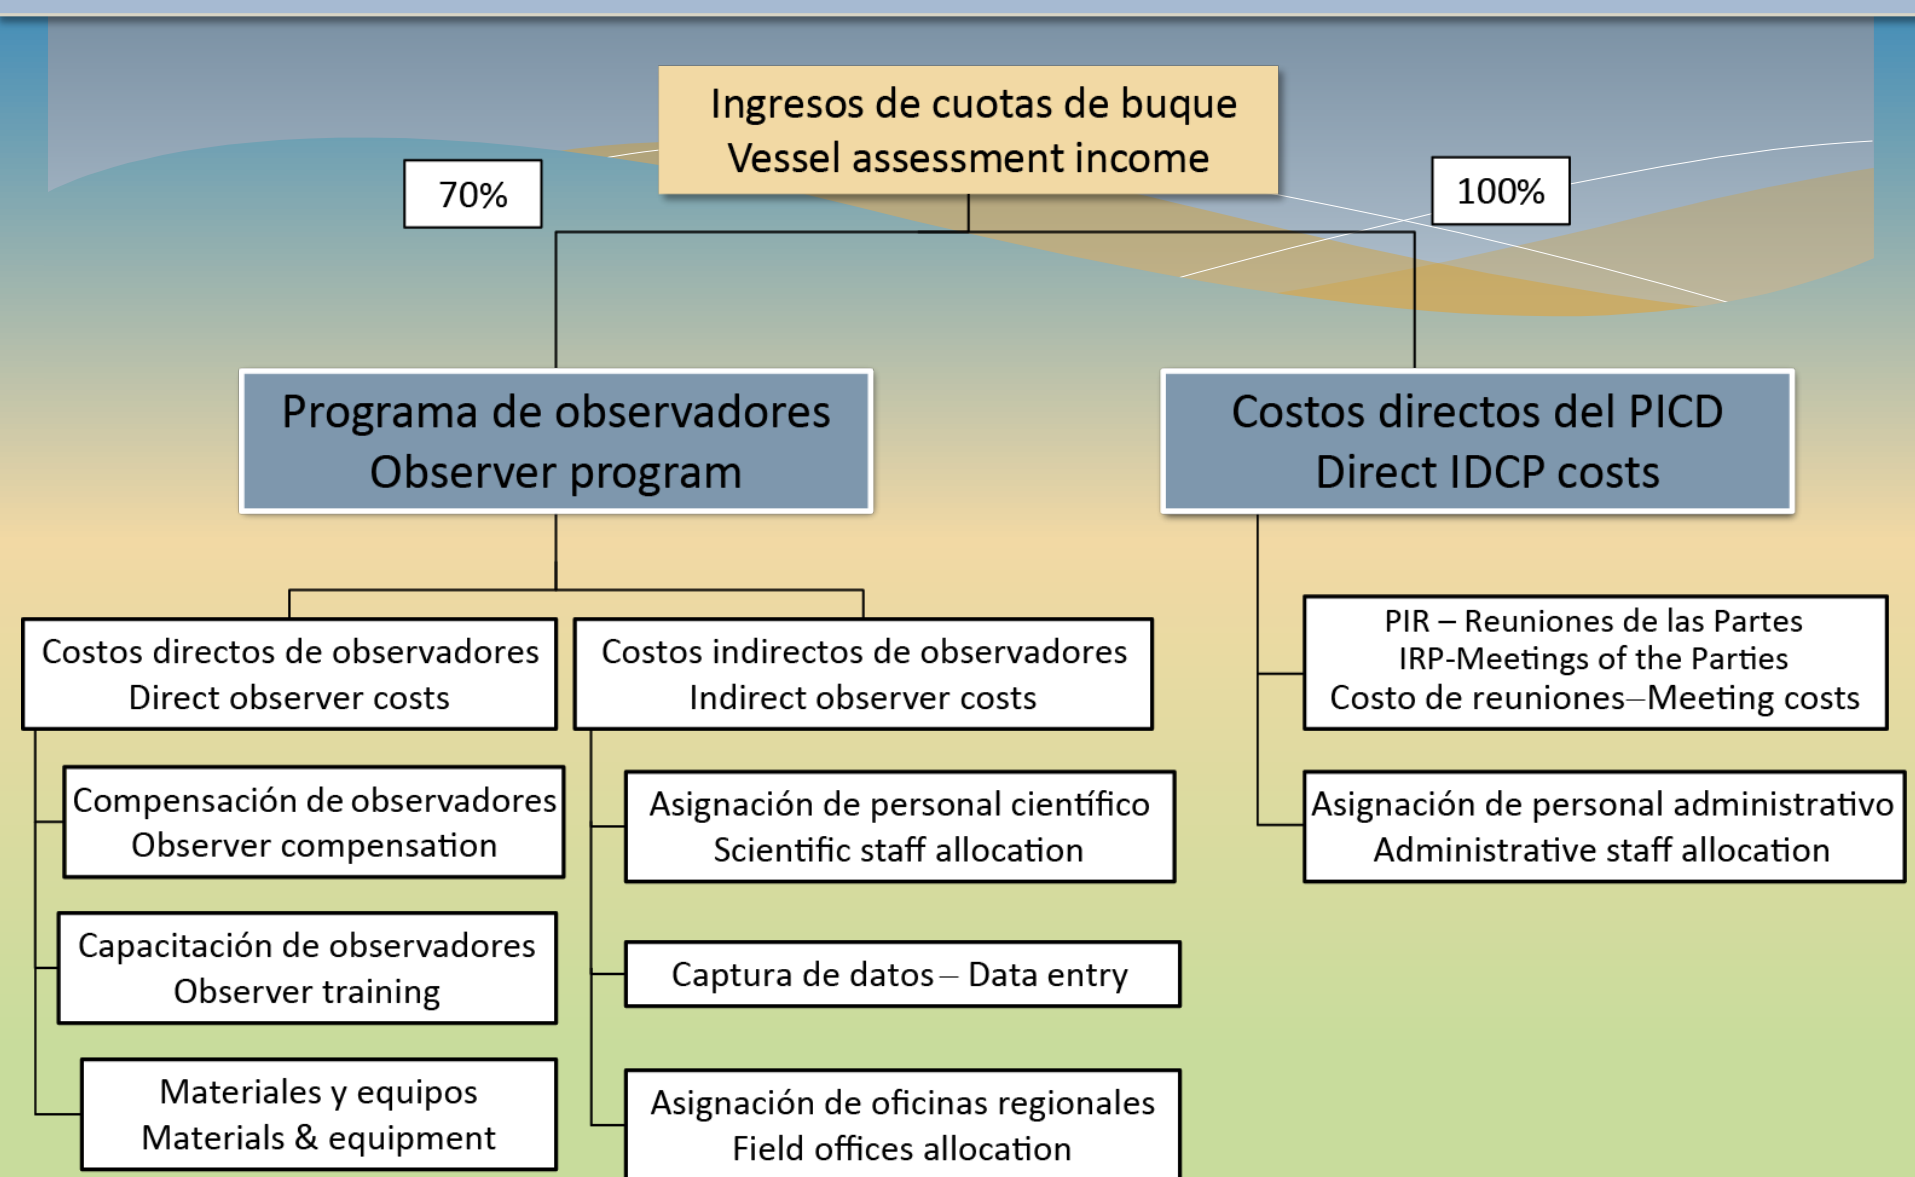 Ingresos de cuotas de buque
Vessel assessment income
70%
100%
Programa de observadores
Observer program
Costos directos del PICD
Direct IDCP costs
Costos directos de observadores
Direct observer costs
Costos indirectos de observadores
Indirect observer costs
PIR – Reuniones de las Partes
IRP-Meetings of the Parties
Costo de reuniones–Meeting costs
Compensación de observadores
Observer compensation
Asignación de personal científico
Scientific staff allocation
Asignación de personal administrativo
Administrative staff allocation
Capacitación de observadores
Observer training
Captura de datos – Data entry
Materiales y equipos
Materials & equipment
Asignación de oficinas regionales
Field offices allocation